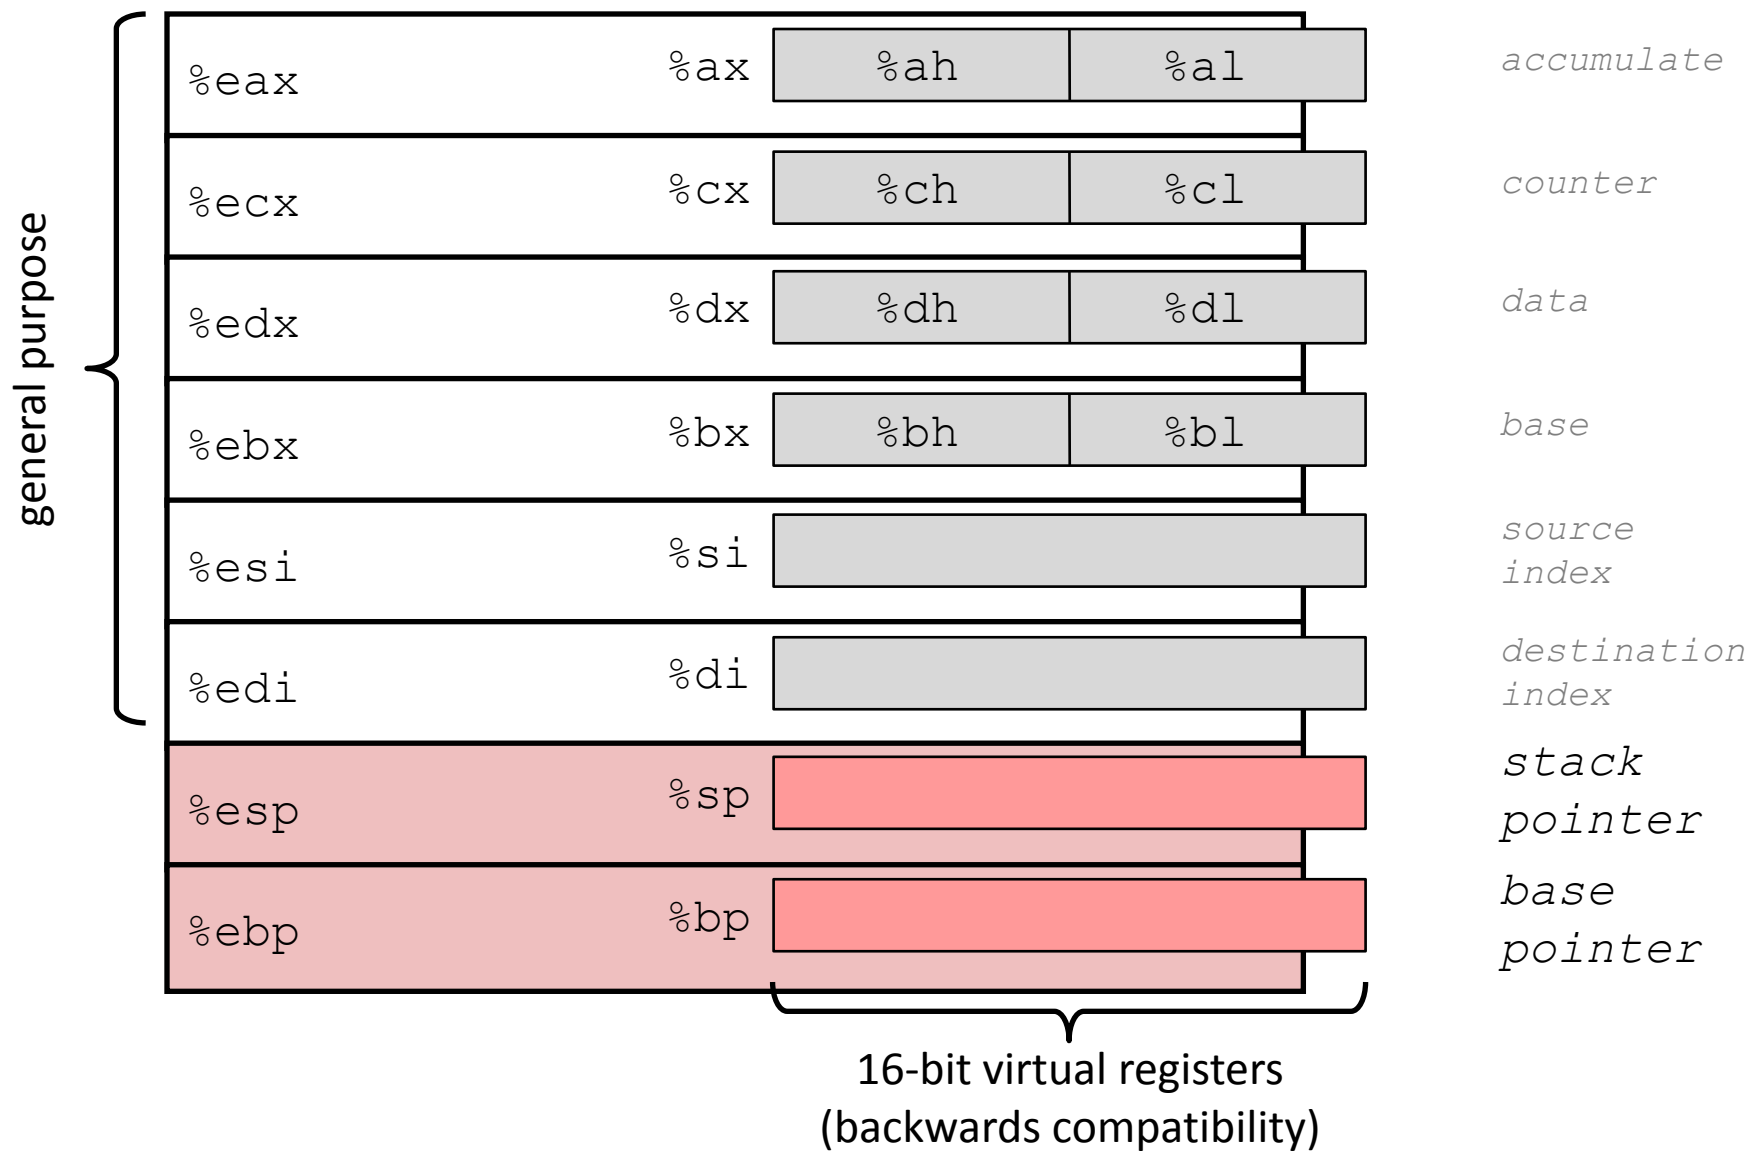 general purpose
%eax %ax %ah %al accumulate
%ecx %cx %ch %cl counter
%edx %dx %dh %dl data
%ebx %bx %bh %bl base
%esi %si source
index
%edi %di destination
index
%esp %sp stack
pointer
%ebp %bp base
pointer
16-bit virtual registers
(backwards compatibility)